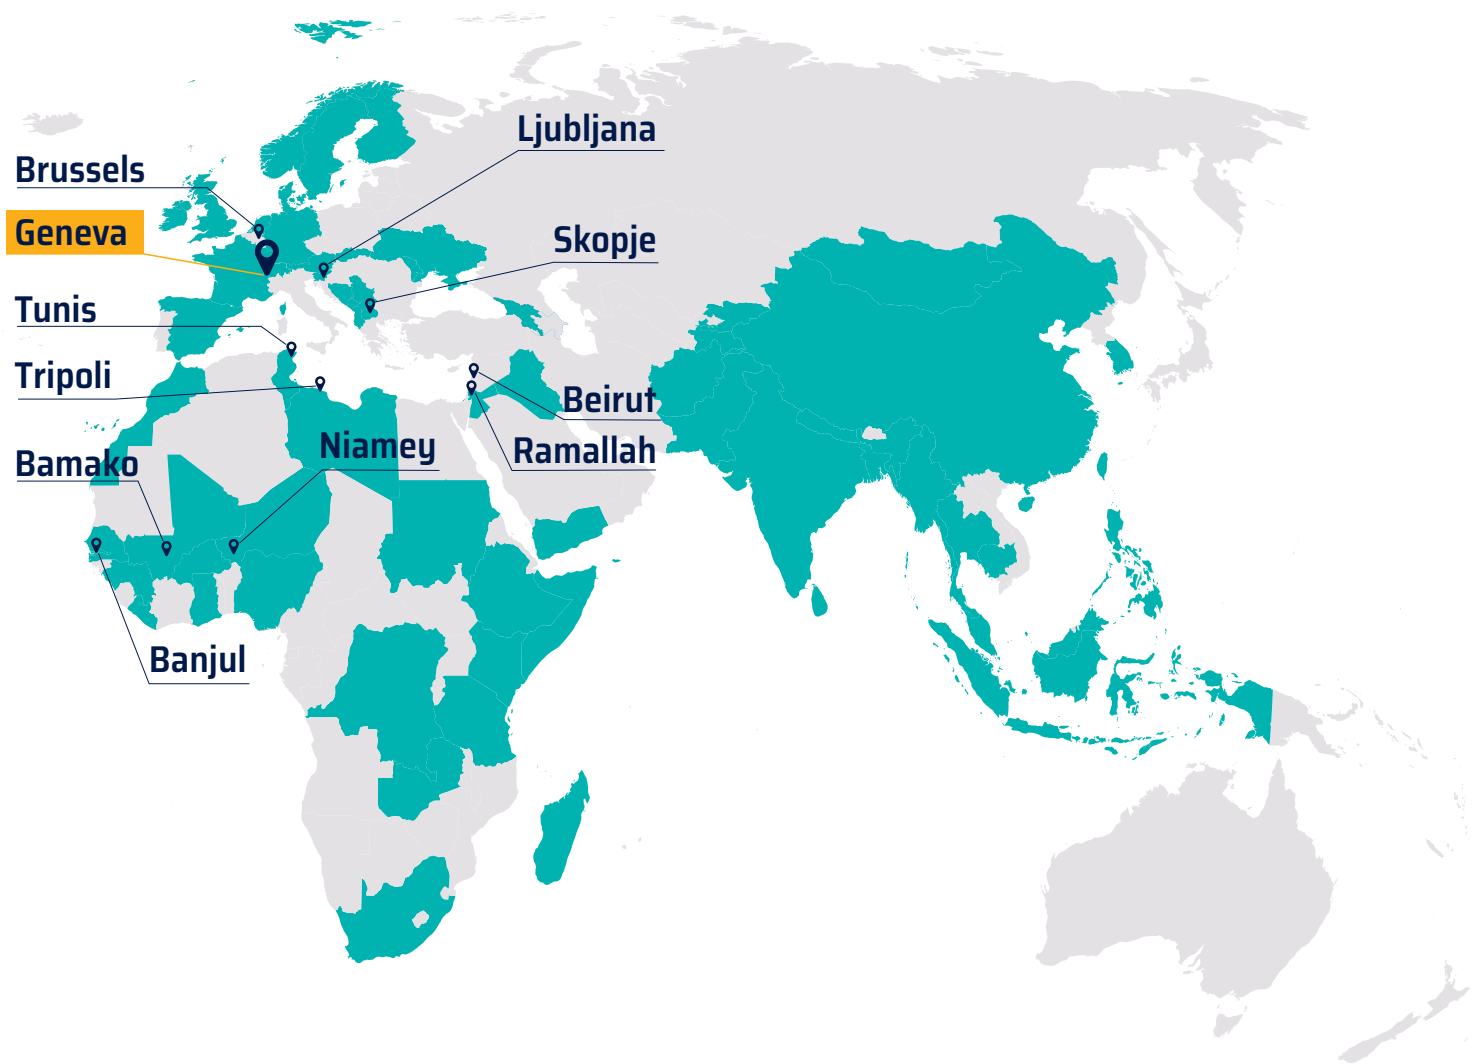 Ljubljana
Brussels
Geneva
Skopje
Tunis
Tripoli
Beirut
Niamey
Ramallah
Bamako
Banjul